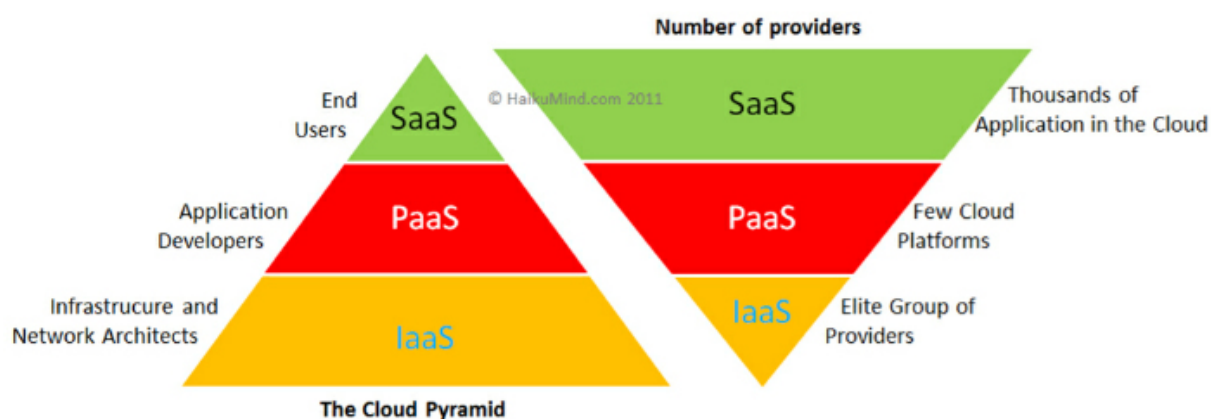 Number of providers
End
Users
SaaS
© HaikuMind.com 2011
SaaS
Thousands of
Application in the Cloud
Application
Developers
PaaS
PaaS
Few Cloud
Platforms
Infrastrucure and
Network Architects
IaaS
IaaS
Elite Group of
Providers
The Cloud Pyramid